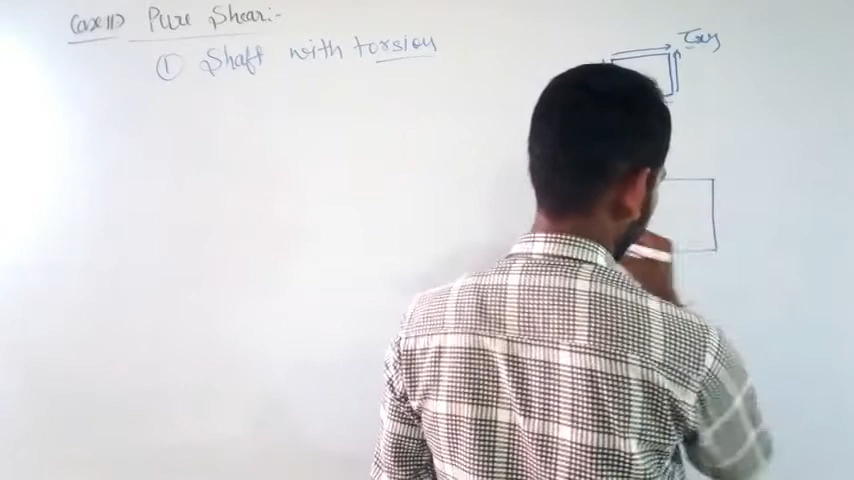 Case II) Pure Shear:-
① Shaft with torsion
τxy